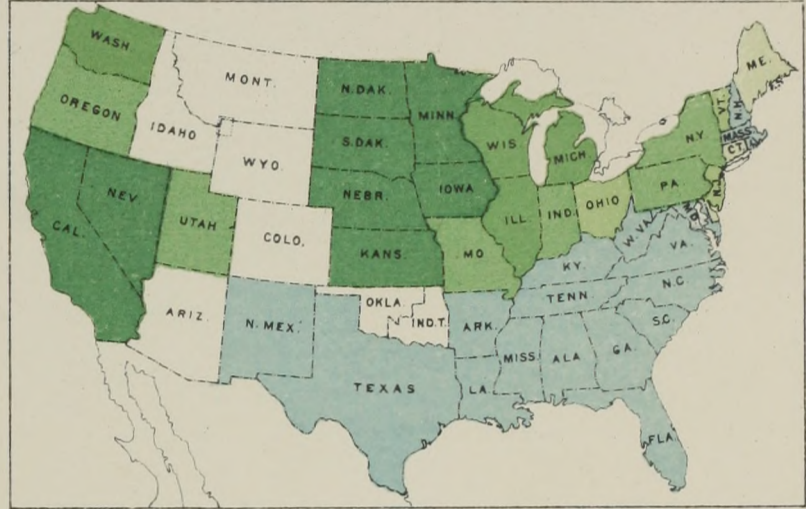 WASH
MONT.
N.DAK.
MINN.
ME.
OREGON
IDAHO
S.DAK.
WIS.
MICH.
VT.
N.H.
N.Y.
MASS.
CT.
WYO.
NEBR.
IOWA
PA
N.J.
NEV.
UTAH
COLO.
ILL.
IND.
OHIO
CAL.
KANS.
MO
W.VA.
VA.
KY.
ARIZ.
N.MEX.
OKLA.
IND.T.
ARK.
TENN.
N.C.
S.C.
MISS.
ALA.
GA.
TEXAS
LA.
FLA.